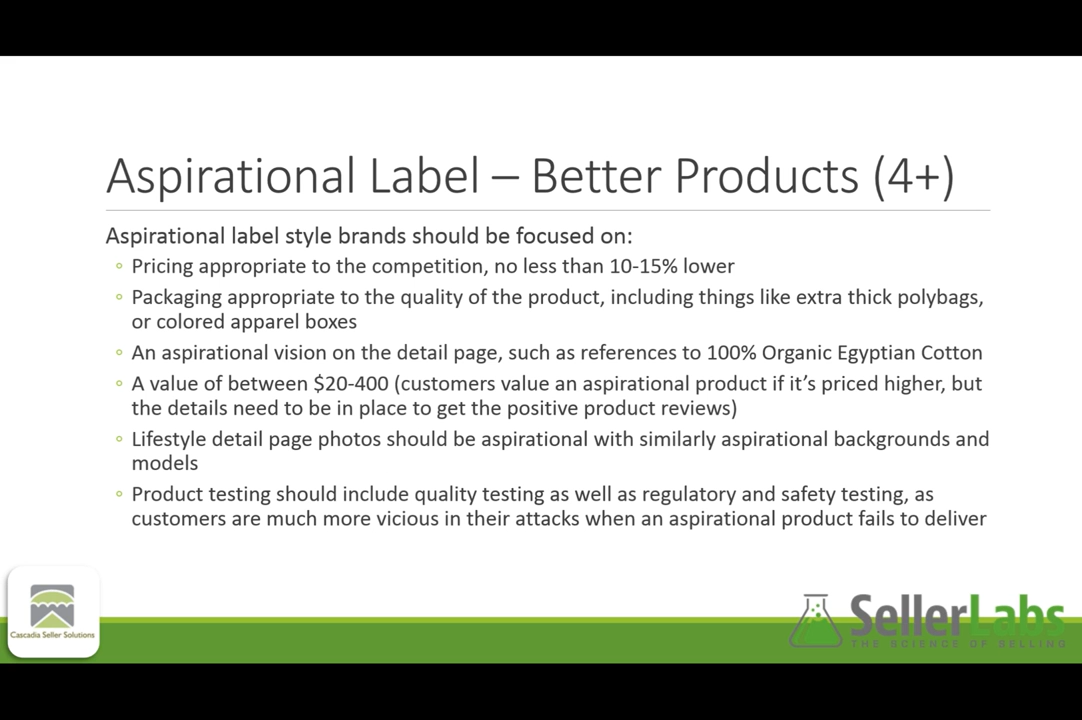 Aspirational Label – Better Products (4+)
Aspirational label style brands should be focused on:
◦ Pricing appropriate to the competition, no less than 10-15% lower
◦ Packaging appropriate to the quality of the product, including things like extra thick polybags,
or colored apparel boxes
◦ An aspirational vision on the detail page, such as references to 100% Organic Egyptian Cotton
◦ A value of between $20-400 (customers value an aspirational product if it’s priced higher, but
the details need to be in place to get the positive product reviews)
◦ Lifestyle detail page photos should be aspirational with similarly aspirational backgrounds and
models
◦ Product testing should include quality testing as well as regulatory and safety testing, as
customers are much more vicious in their attacks when an aspirational product fails to deliver
Cascadia Seller Solutions
SellerLabs
THE SCIENCE OF SELLING